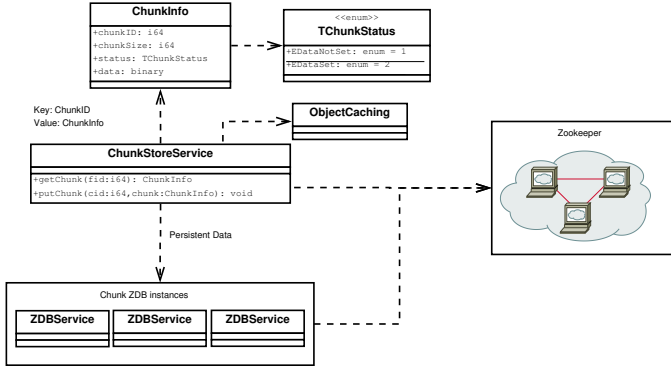 ChunkInfo
+chunkID: i64
+chunkSize: i64
+status: TChunkStatus
+data: binary
<<enum>>
TChunkStatus
+EDataNotSet: enum = 1
+EDataSet: enum = 2
Key: ChunkID
Value: ChunkInfo
ObjectCaching
ChunkStoreService
+getChunk(fid:i64): ChunkInfo
+putChunk(cid:i64,chunk:ChunkInfo): void
Zookeeper
Persistent Data
Chunk ZDB instances
ZDBService ZDBService ZDBService